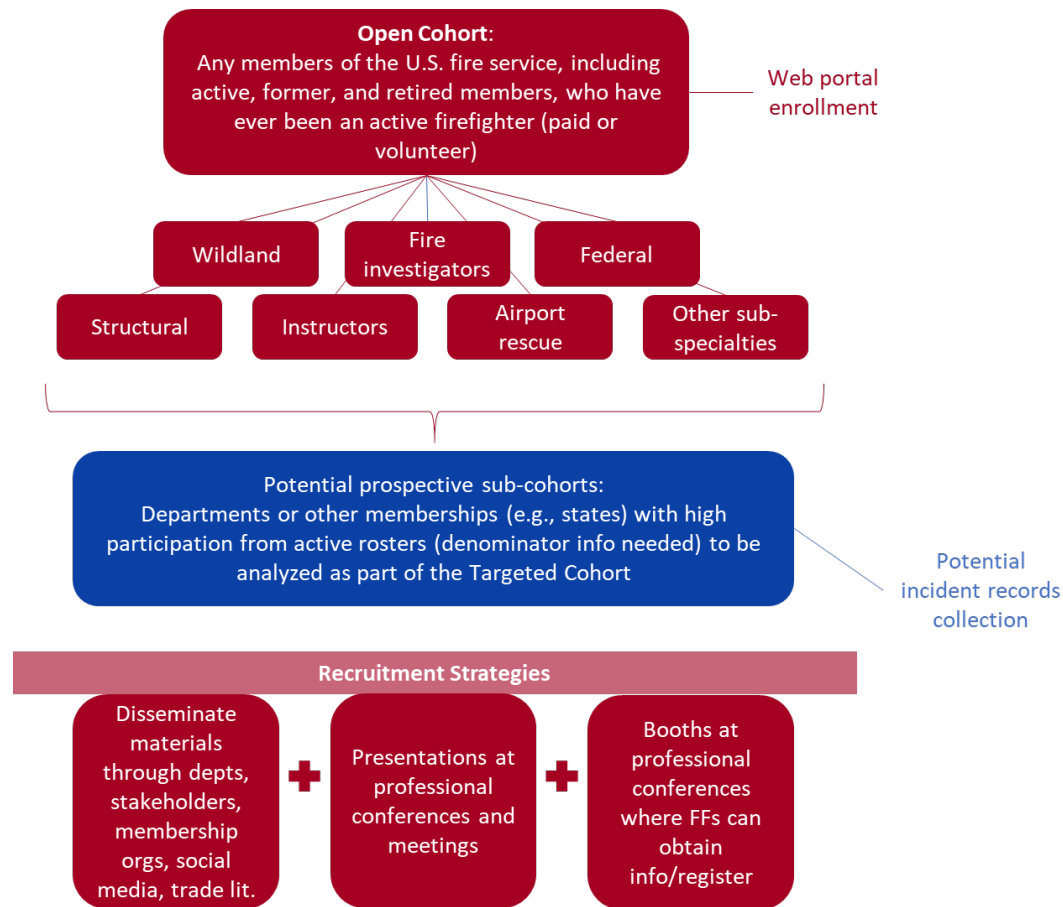 Open Cohort:
Any members of the U.S. fire service, including
active, former, and retired members, who have
ever been an active firefighter (paid or
volunteer)
Web portal
enrollment
Wildland
Fire
investigators
Federal
Structural
Instructors
Airport
rescue
Other sub-
specialties
Potential prospective sub-cohorts:
Departments or other memberships (e.g., states) with high
participation from active rosters (denominator info needed) to be
analyzed as part of the Targeted Cohort
Potential
incident records
collection
Recruitment Strategies
Disseminate
materials
through depts,
stakeholders,
membership
orgs, social
media, trade lit.
Presentations at
professional
conferences and
meetings
Booths at
professional
conferences
where FFs can
obtain
info/register